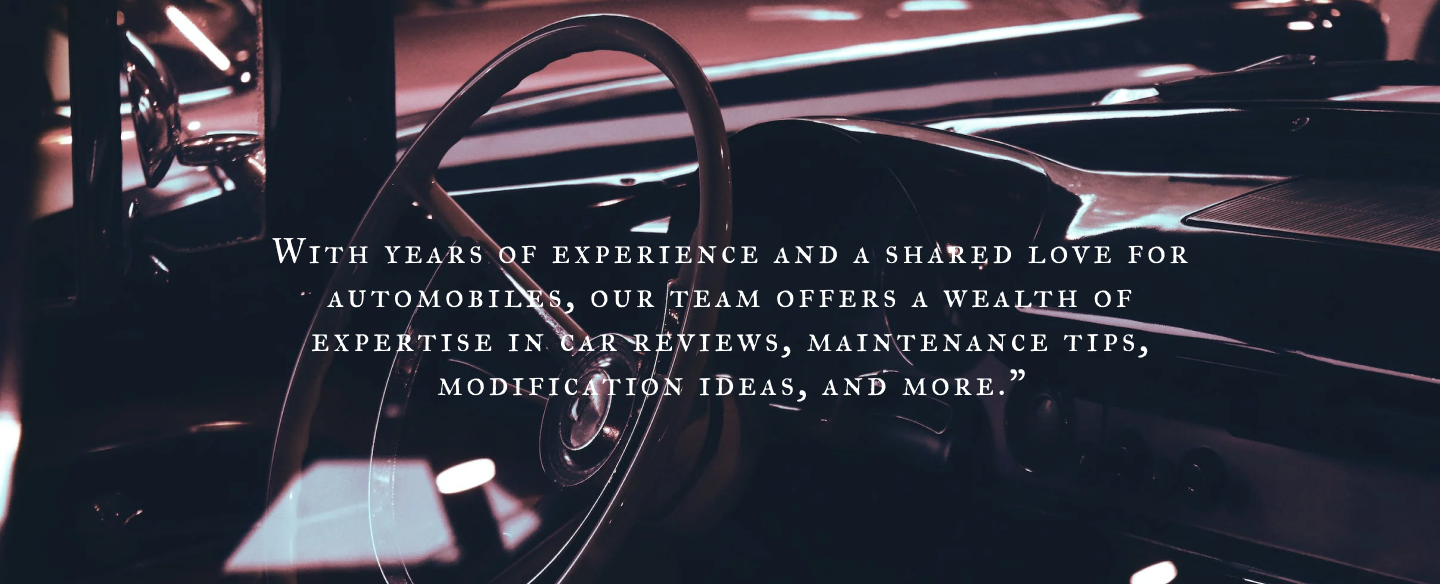 With years of experience and a shared love for
automobiles, our team offers a wealth of
expertise in car reviews, maintenance tips,
modification ideas, and more.”